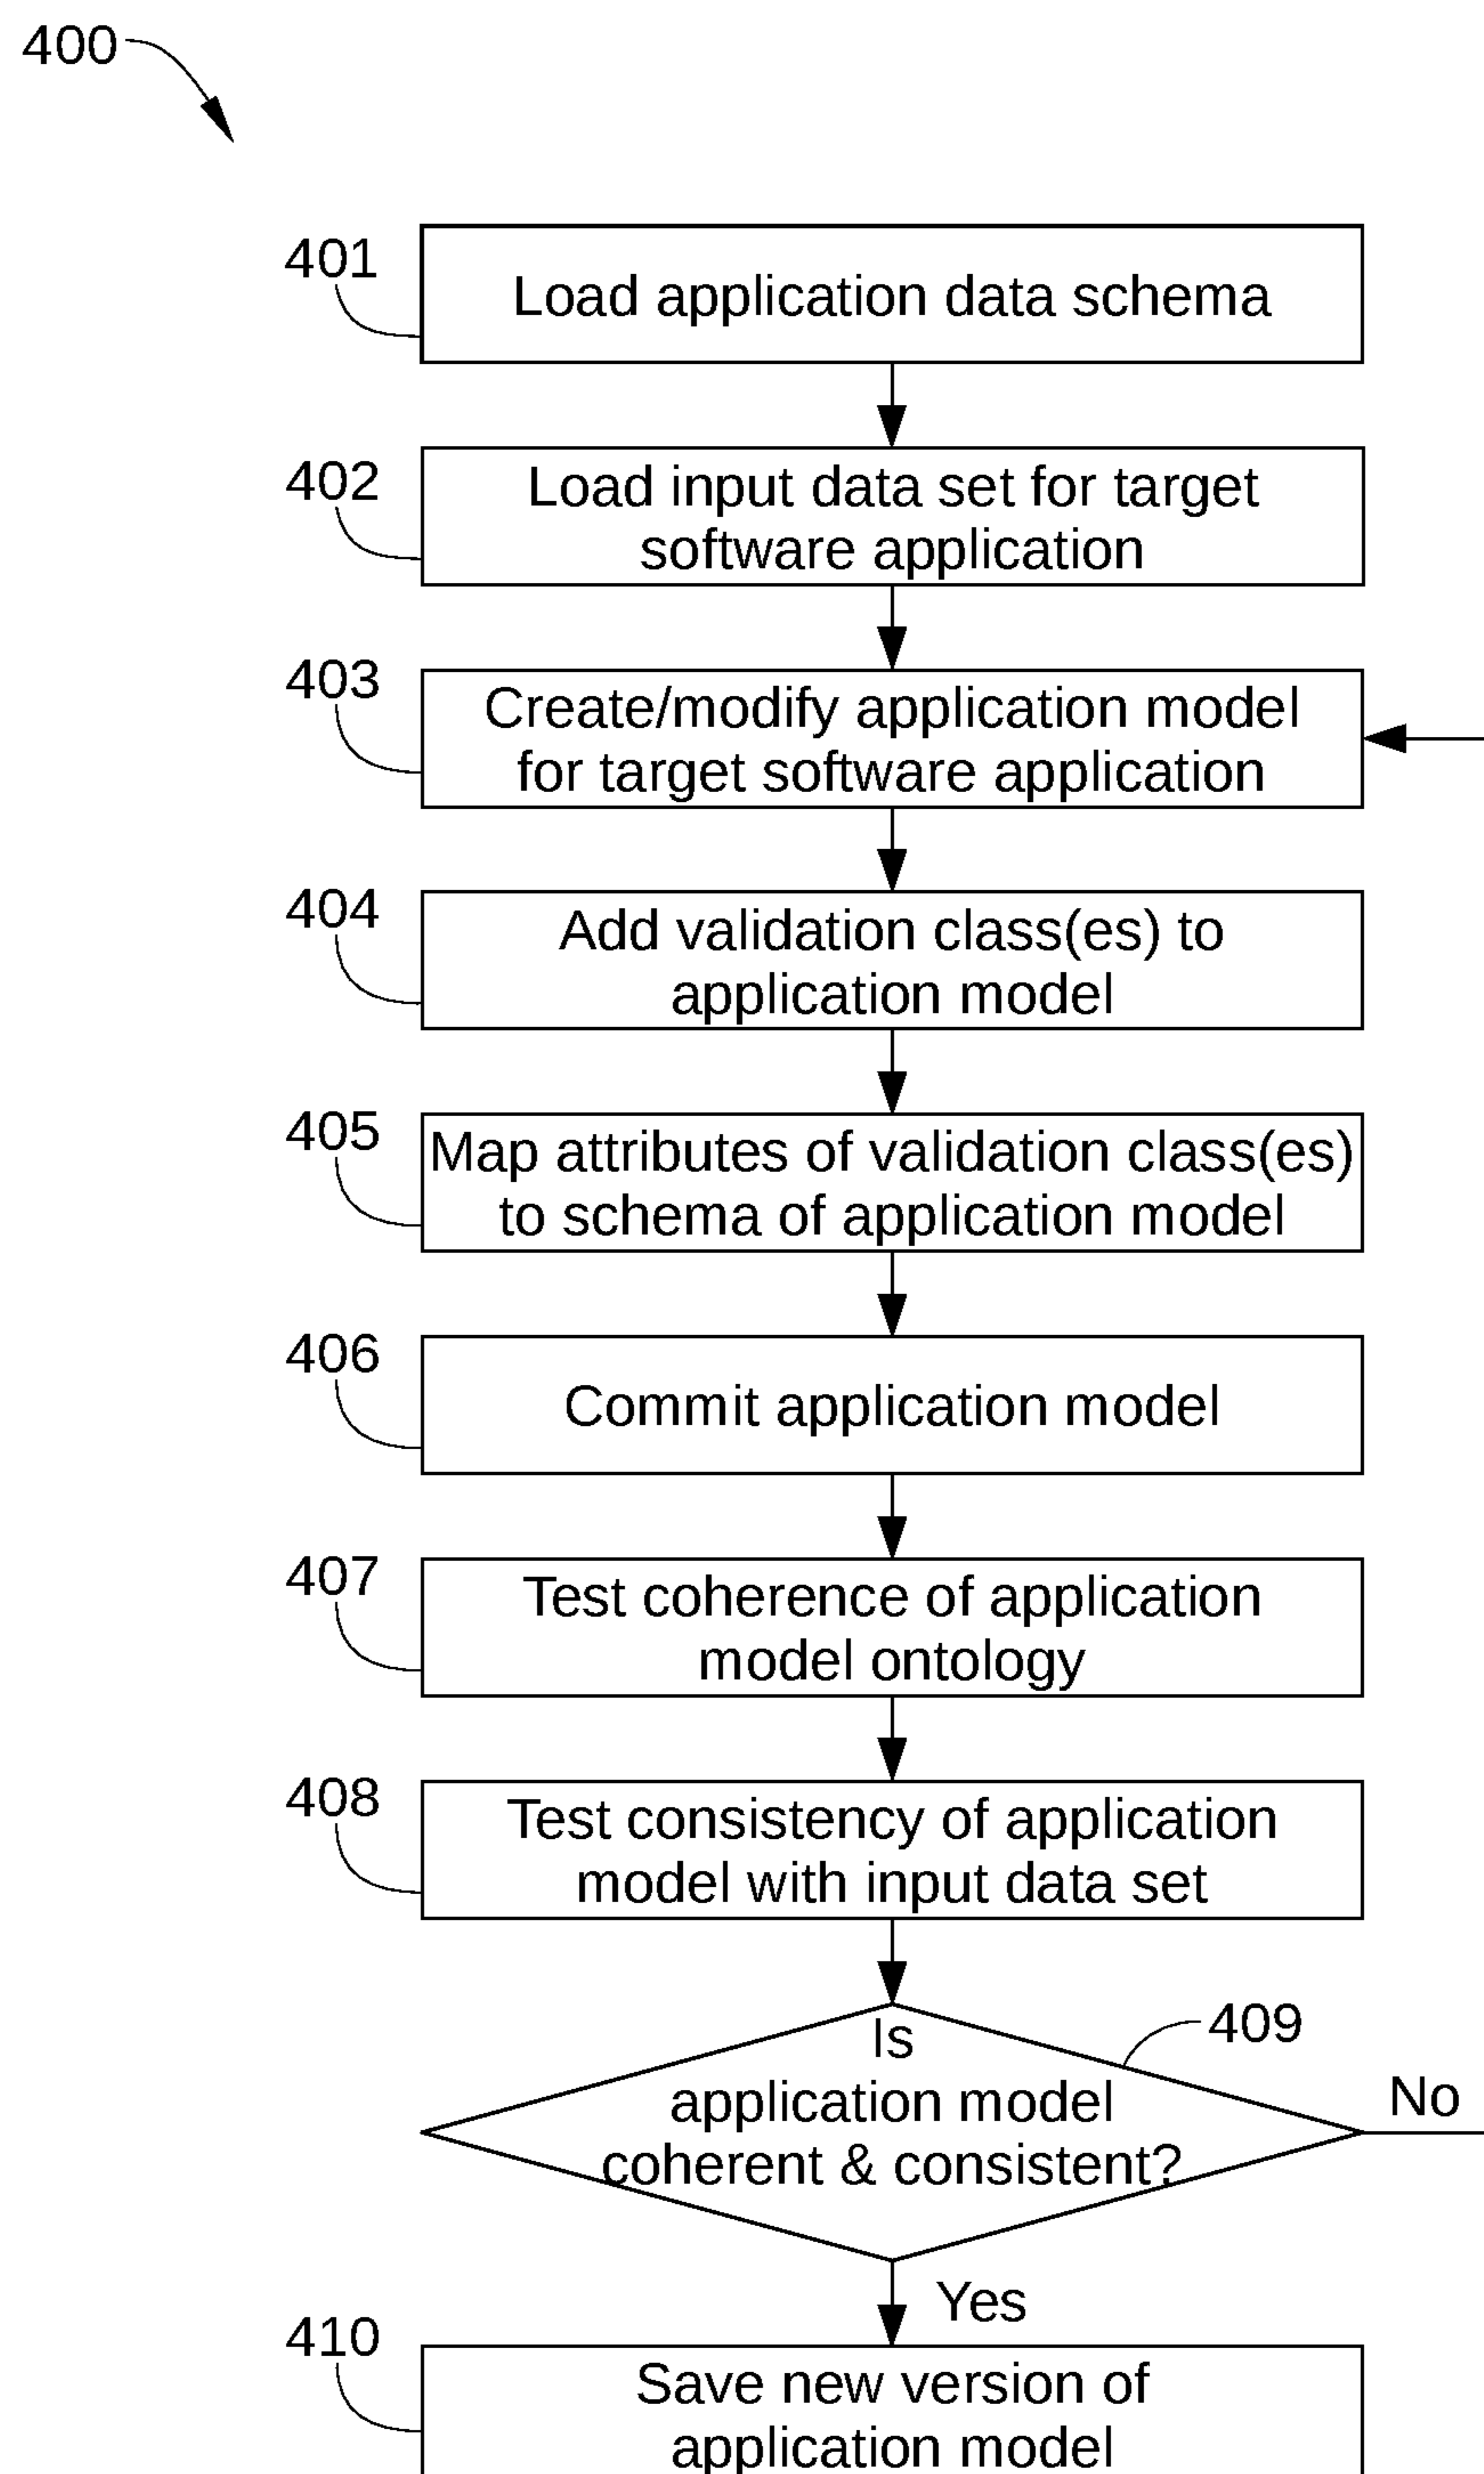 400
401
Load application data schema
402
Load input data set for target
software application
403
Create/modify application model
for target software application
404
Add validation class(es) to
application model
405
Map attributes of validation class(es)
to schema of application model
406
Commit application model
407
Test coherence of application
model ontology
408
Test consistency of application
model with input data set
409
Is
application model
coherent & consistent?
No
Yes
410
Save new version of
application model